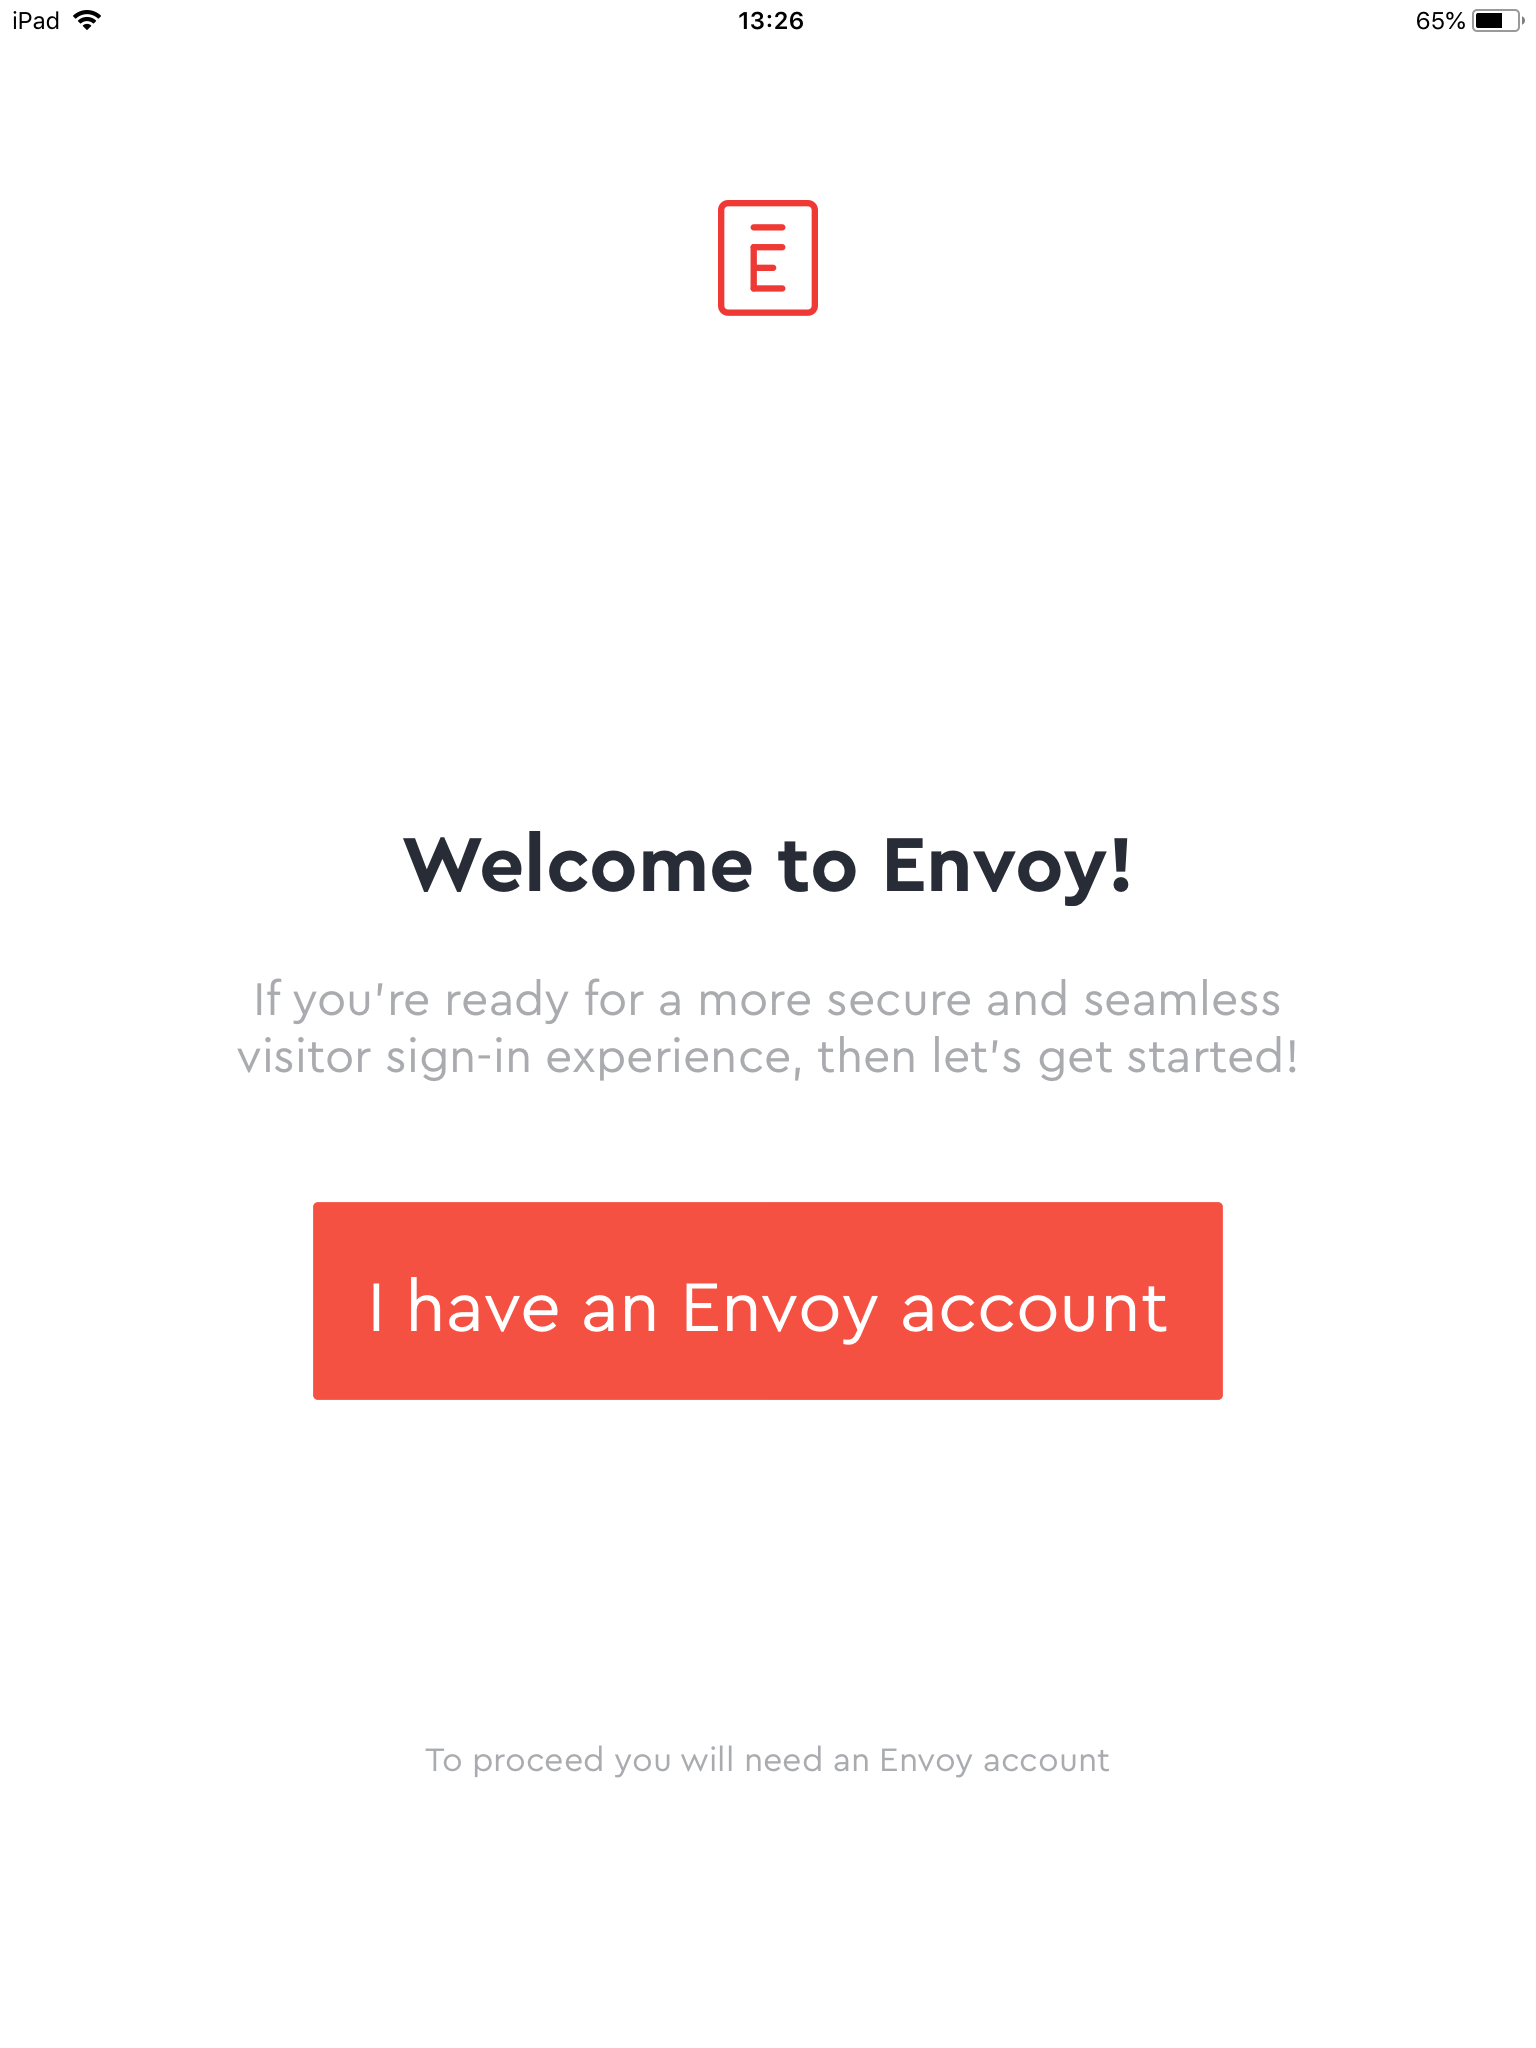 iPad 13:26 65%
Ē
Welcome to Envoy!
If you're ready for a more secure and seamless
visitor sign-in experience, then let's get started!
I have an Envoy account
To proceed you will need an Envoy account